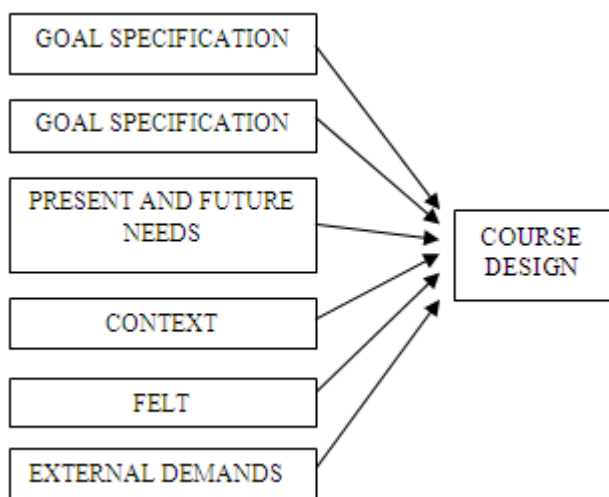 GOAL SPECIFICATION
GOAL SPECIFICATION
PRESENT AND FUTURE
NEEDS
CONTEXT
FELT
EXTERNAL DEMANDS
COURSE
DESIGN